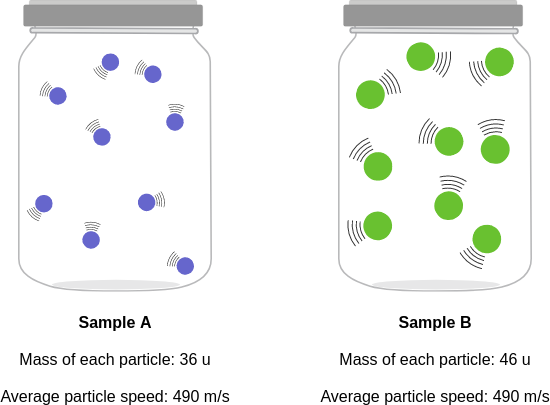 Sample A
Sample B
Mass of each particle: 36 u
Mass of each particle: 46 u
Average particle speed: 490 m/s
Average particle speed: 490 m/s